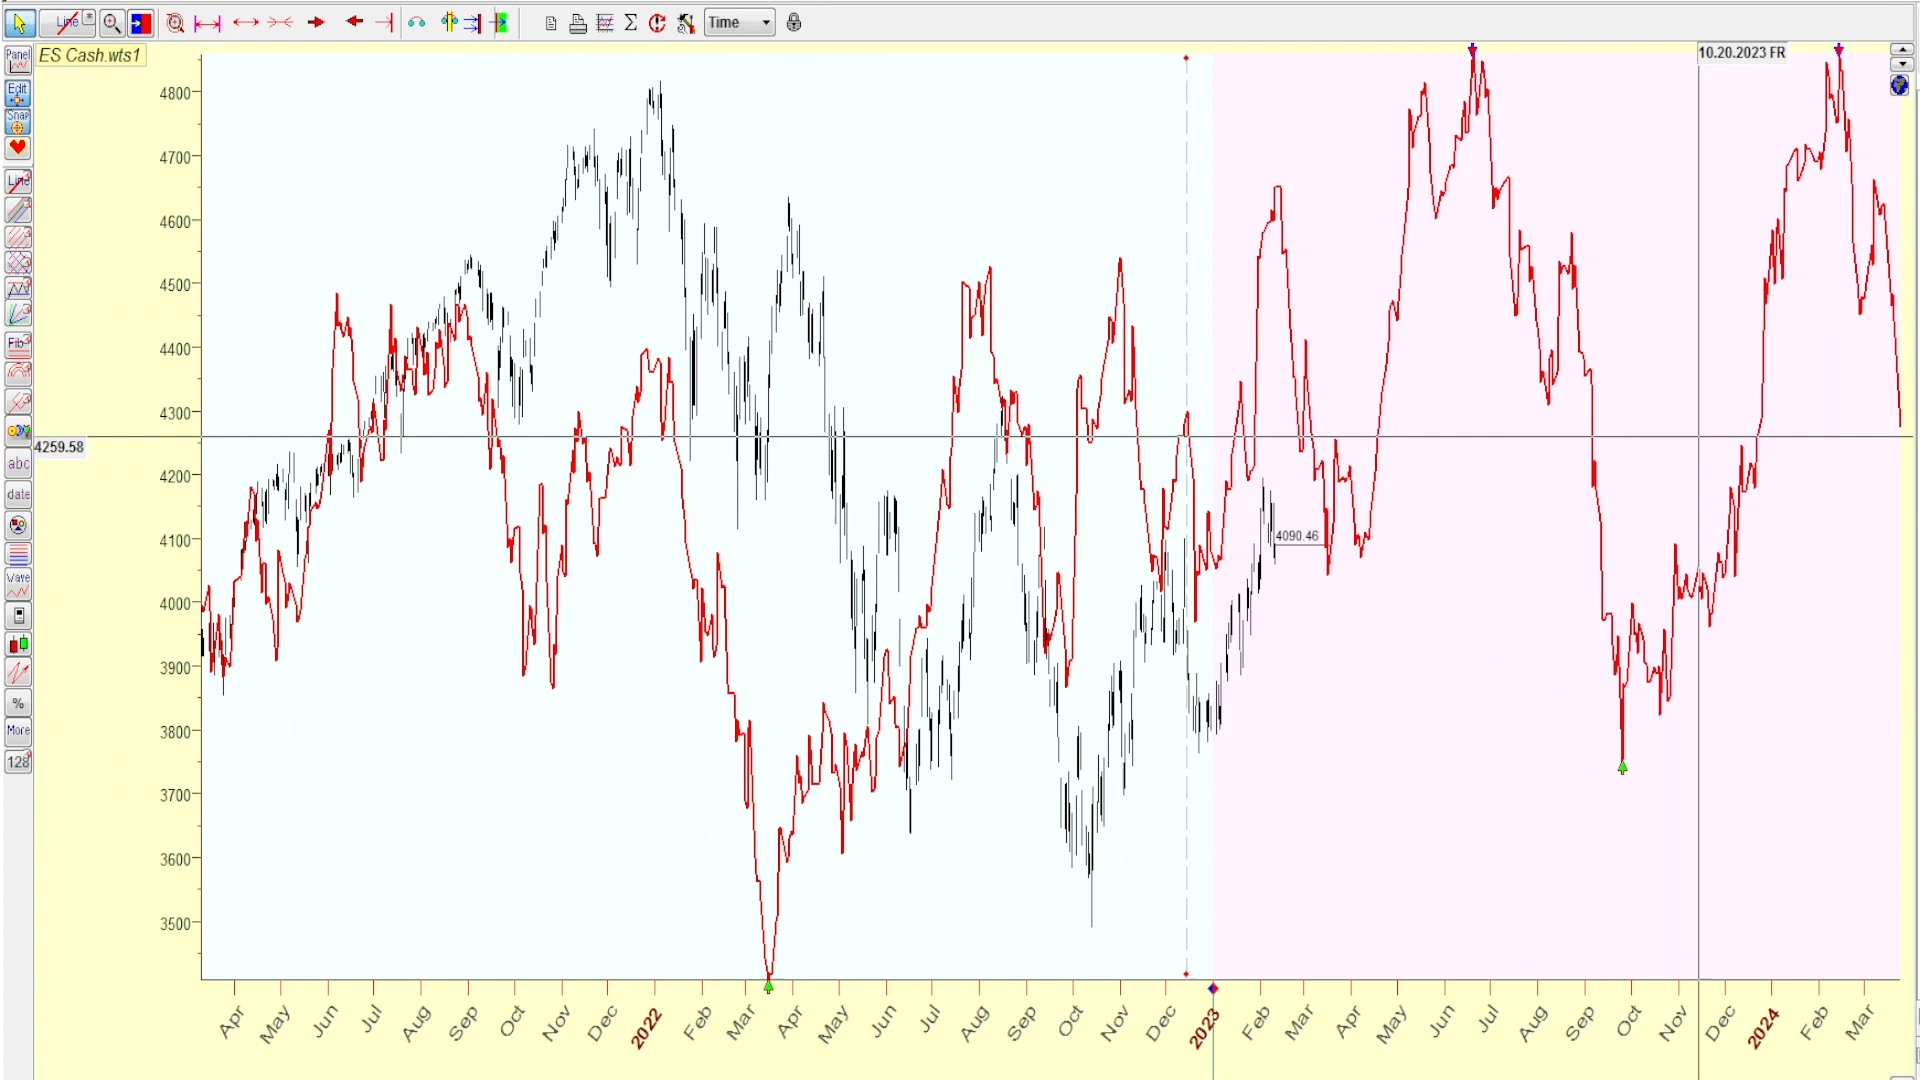 Line
Time
ES Cash.wts1
10.20.2023 FR
Panel
Edit
Snap
Line
Fib
abc
date
Wave
%
More
128
4800
4700
4600
4500
4400
4300
4259.58
4200
4100
4090.46
4000
3900
3800
3700
3600
3500
Apr May Jun Jul Aug Sep Oct Nov Dec 2022 Feb Mar Apr May Jun Jul Aug Sep Oct Nov Dec 2023 Feb Mar Apr May Jun Jul Aug Sep Oct Nov Dec 2024 Feb Mar